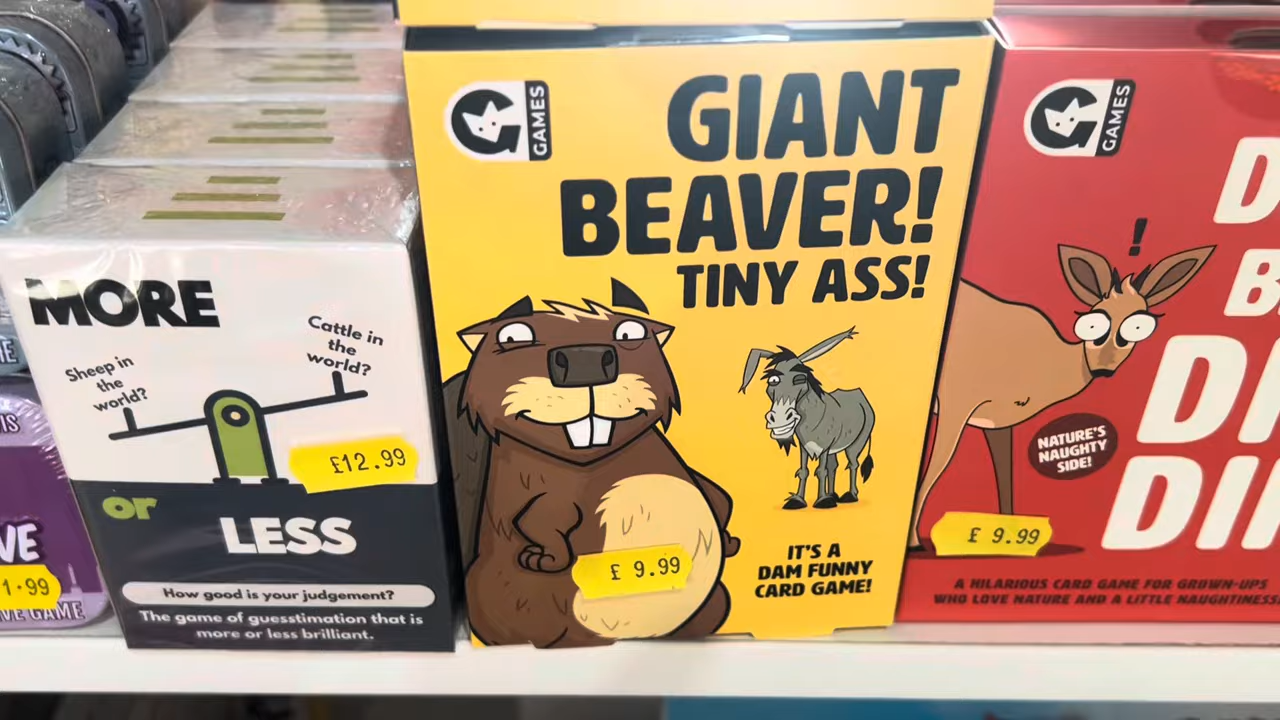 MORE
Sheep in
the
world?
Cattle in
the
world?
£12.99
or
LESS
How good is your judgement?
The game of guesstimation that is
more or less brilliant.
GAMES
GIANT
BEAVER!
TINY ASS!
IT'S A
DAM FUNNY
CARD GAME!
£ 9.99
GAMES
!
NATURE'S
NAUGHTY
SIDE!
£ 9.99
A HILARIOUS CARD GAME FOR GROWN-UPS
WHO LOVE NATURE AND A LITTLE NAUGHTINESS
1.99
GAME